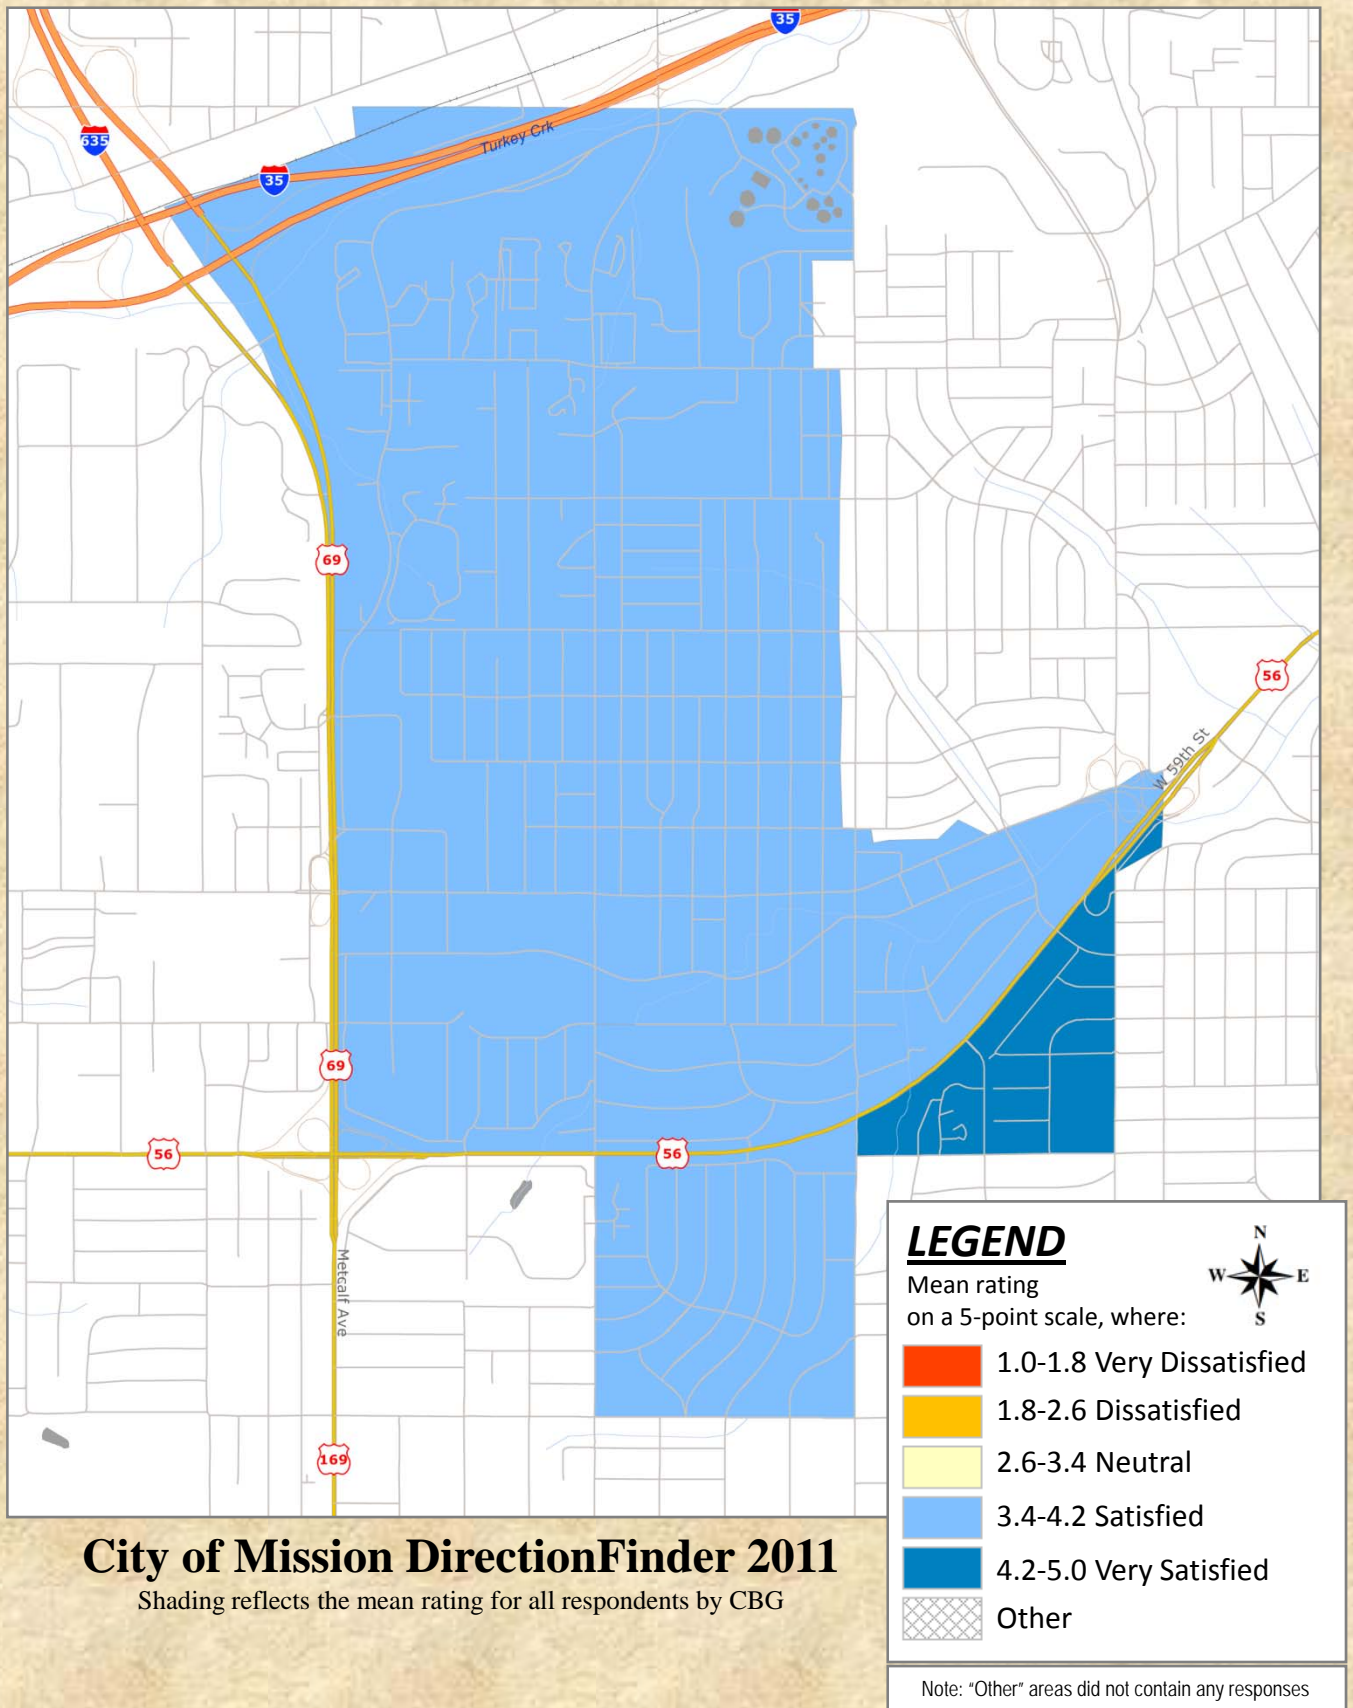 35
635
Turkey Crk
35
69
56
W 59th St
69
56
56
Metcalf Ave
169
LEGEND
N
W E
S
Mean rating
on a 5-point scale, where:
1.0-1.8 Very Dissatisfied
1.8-2.6 Dissatisfied
2.6-3.4 Neutral
3.4-4.2 Satisfied
4.2-5.0 Very Satisfied
Other
City of Mission DirectionFinder 2011
Shading reflects the mean rating for all respondents by CBG
Note: “Other” areas did not contain any responses